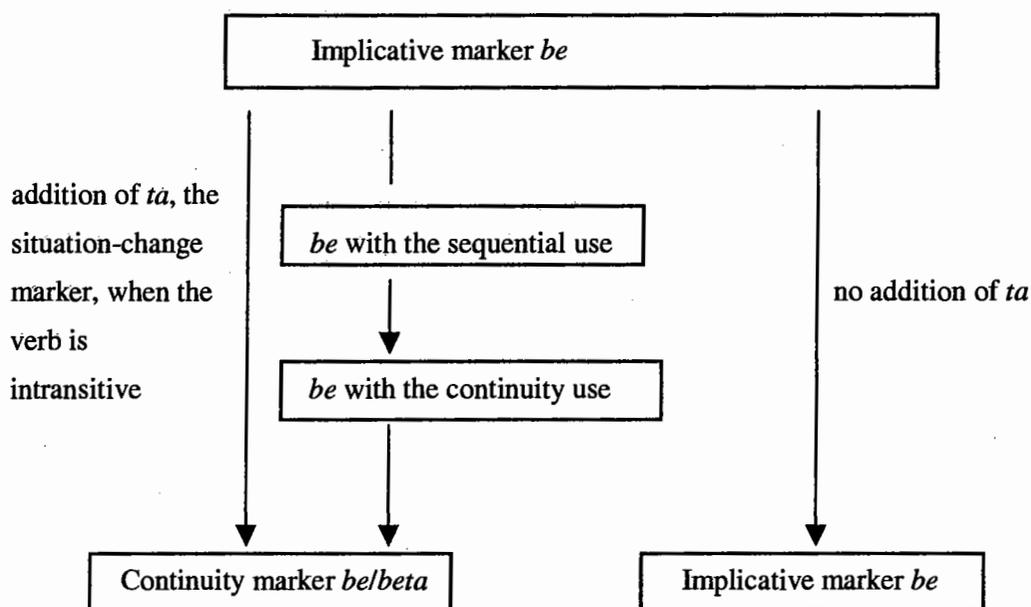 Implicative marker be
addition of ta, the
situation-change
marker, when the
verb is
intransitive
be with the sequential use
no addition of ta
be with the continuity use
Continuity marker be/beta
Implicative marker be